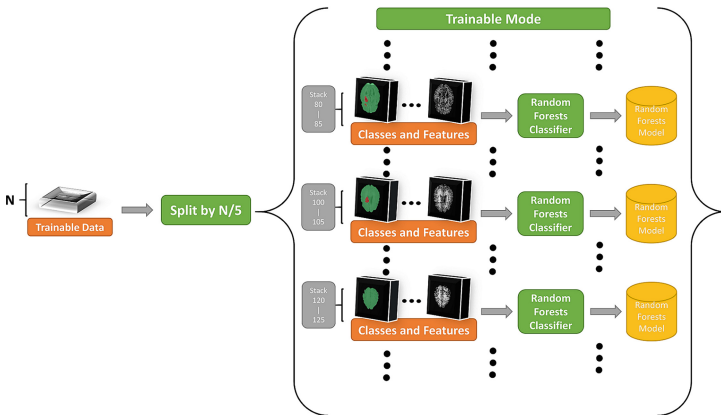 Trainable Mode
Stack
80
|
85
Classes and Features
Random
Forests
Classifier
Random
Forests
Model
N
Trainable Data
Split by N/5
Stack
100
|
105
Classes and Features
Random
Forests
Classifier
Random
Forests
Model
Stack
120
|
125
Classes and Features
Random
Forests
Classifier
Random
Forests
Model